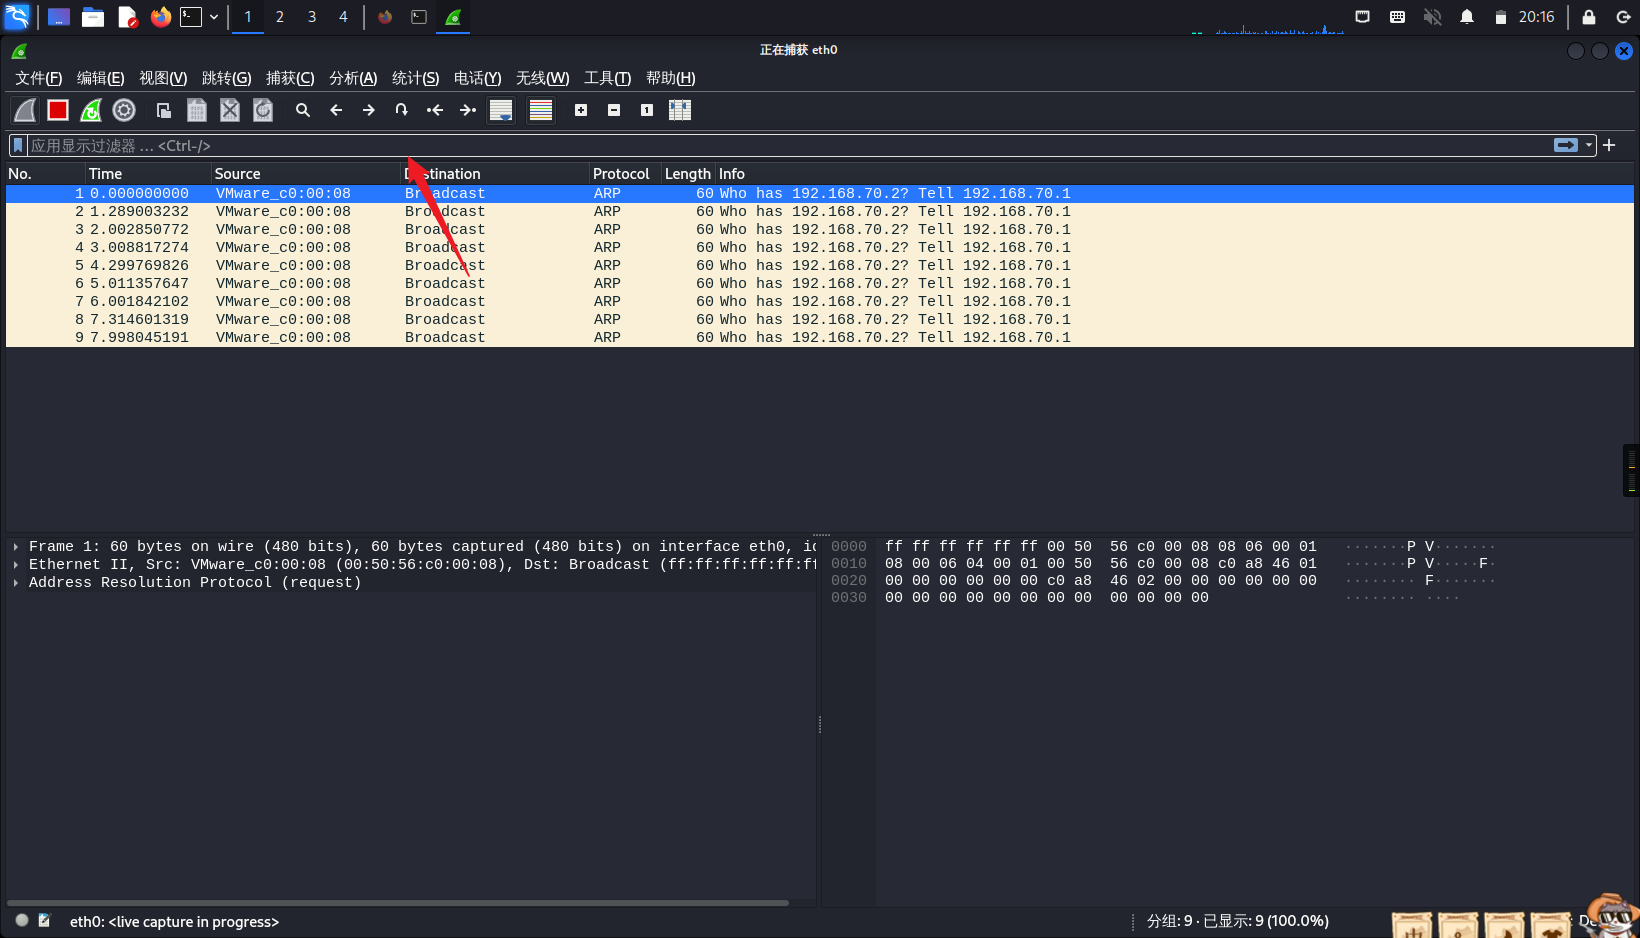 1 2 3 4 20:16
正在捕获 eth0
文件(F) 编辑(E) 视图(V) 跳转(G) 捕获(C) 分析(A) 统计(S) 电话(Y) 无线(W) 工具(T) 帮助(H)
应用显示过滤器 … <Ctrl-/>
No. Time Source Destination Protocol Length Info
1 0.000000000 VMware_c0:00:08 Broadcast ARP 60 Who has 192.168.70.2? Tell 192.168.70.1
2 1.289003232 VMware_c0:00:08 Broadcast ARP 60 Who has 192.168.70.2? Tell 192.168.70.1
3 2.002850772 VMware_c0:00:08 Broadcast ARP 60 Who has 192.168.70.2? Tell 192.168.70.1
4 3.008817274 VMware_c0:00:08 Broadcast ARP 60 Who has 192.168.70.2? Tell 192.168.70.1
5 4.299769826 VMware_c0:00:08 Broadcast ARP 60 Who has 192.168.70.2? Tell 192.168.70.1
6 5.011357647 VMware_c0:00:08 Broadcast ARP 60 Who has 192.168.70.2? Tell 192.168.70.1
7 6.001842102 VMware_c0:00:08 Broadcast ARP 60 Who has 192.168.70.2? Tell 192.168.70.1
8 7.314601319 VMware_c0:00:08 Broadcast ARP 60 Who has 192.168.70.2? Tell 192.168.70.1
9 7.998045191 VMware_c0:00:08 Broadcast ARP 60 Who has 192.168.70.2? Tell 192.168.70.1
Frame 1: 60 bytes on wire (480 bits), 60 bytes captured (480 bits) on interface eth0, id
Ethernet II, Src: VMware_c0:00:08 (00:50:56:c0:00:08), Dst: Broadcast (ff:ff:ff:ff:ff:ff
Address Resolution Protocol (request)
0000 ff ff ff ff ff ff 00 50 56 c0 00 08 08 06 00 01 ·······P V·······
0010 08 00 06 04 00 01 00 50 56 c0 00 08 c0 a8 46 01 ·······P V·····F·
0020 00 00 00 00 00 00 c0 a8 46 02 00 00 00 00 00 00 ········ F·······
0030 00 00 00 00 00 00 00 00 00 00 00 00 ········ ····
eth0: <live capture in progress>
分组: 9 · 已显示: 9 (100.0%)